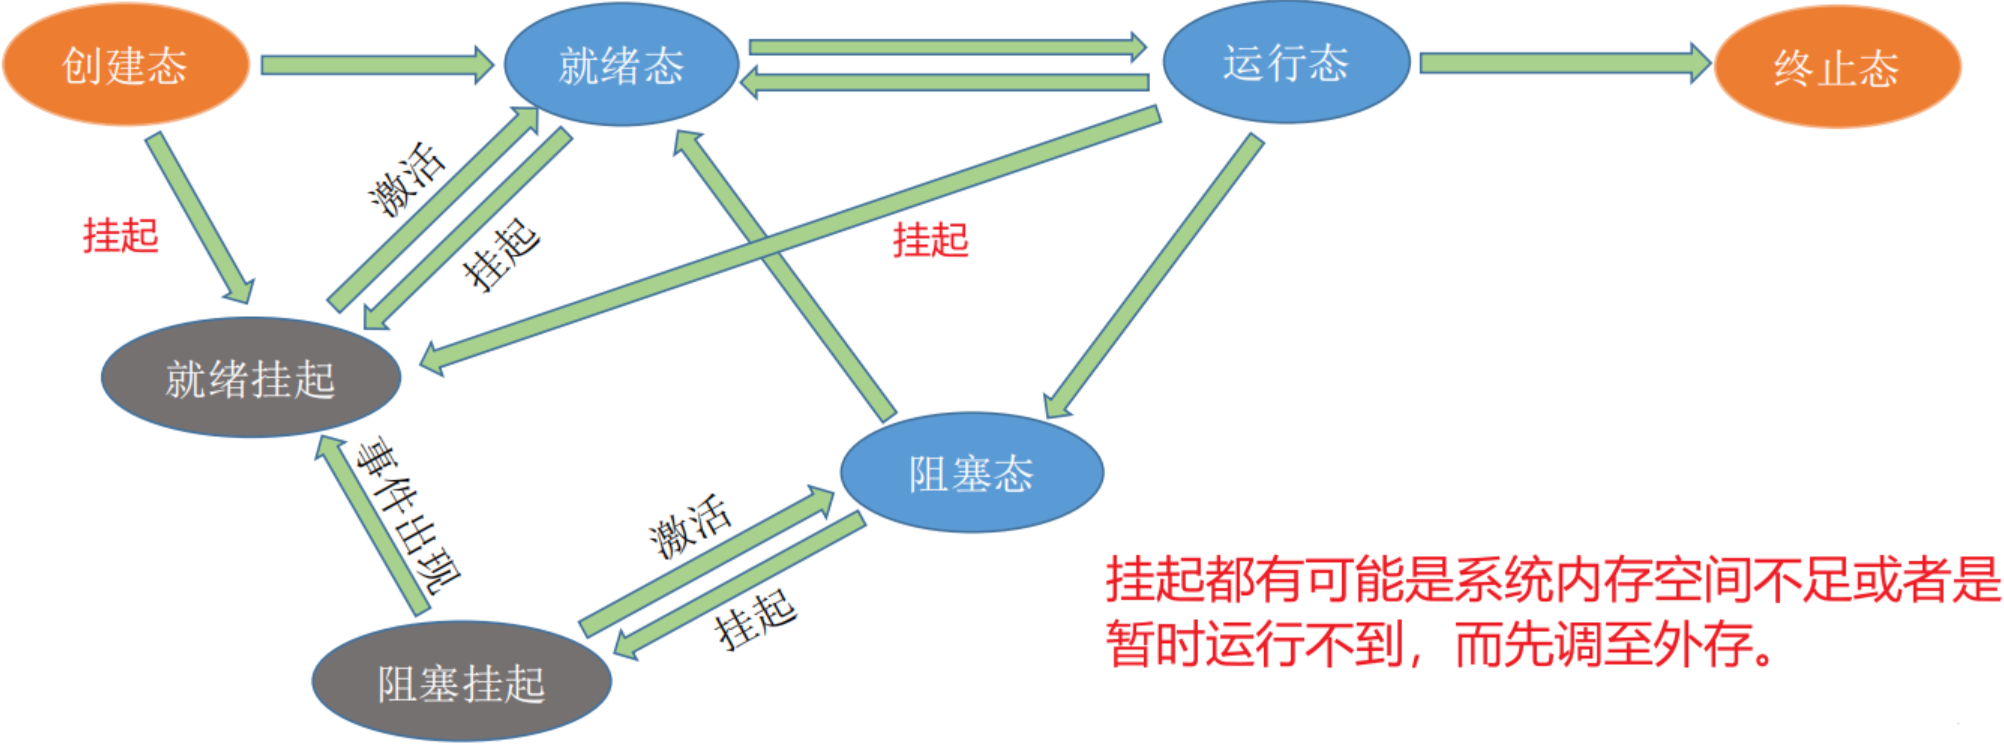 创建态
就绪态
运行态
终止态
激活
挂起
挂起
挂起
就绪挂起
事件出现
阻塞态
激活
挂起
阻塞挂起
挂起都有可能是系统内存空间不足或者是
暂时运行不到，而先调至外存。